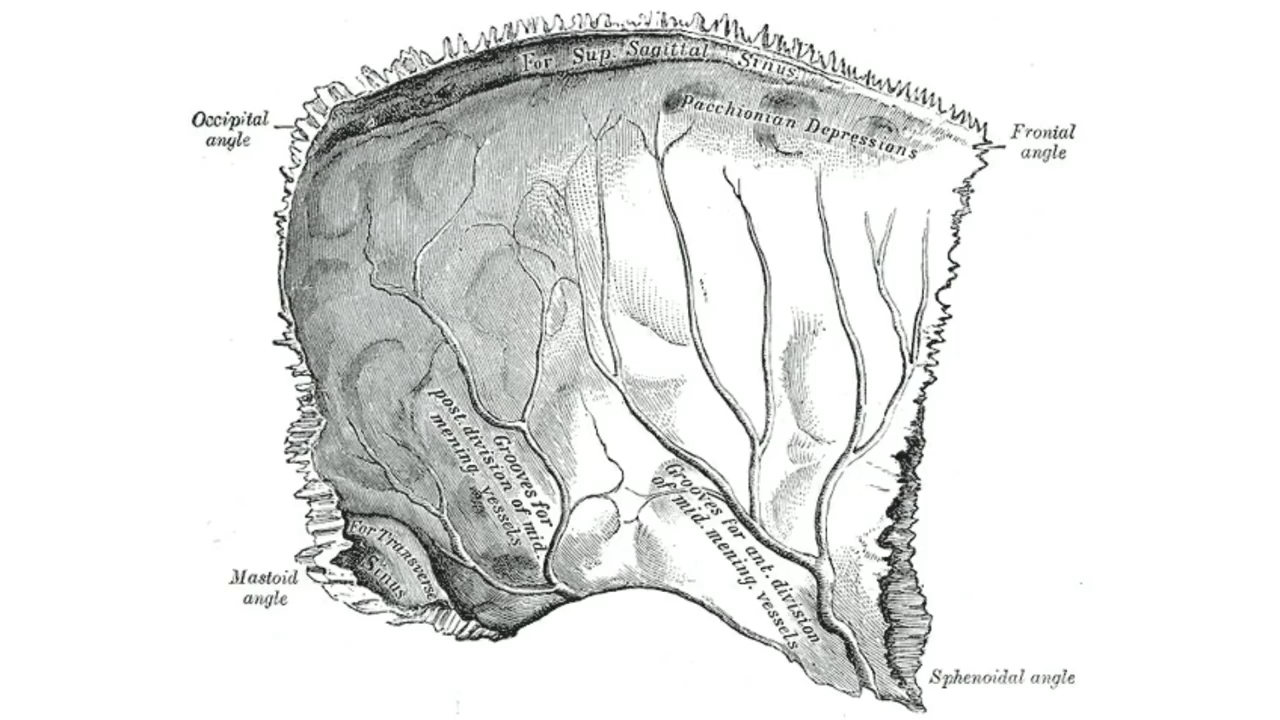 For Sup. Sagittal Sinus
Pacchionian Depressions
Occipital
angle
Fronial
angle
Grooves for
post. division of mid.
mening. vessels
Grooves for ant. division
of mid. mening. vessels
For Transverse
Sinus
Mastoid
angle
Sphenoidal angle